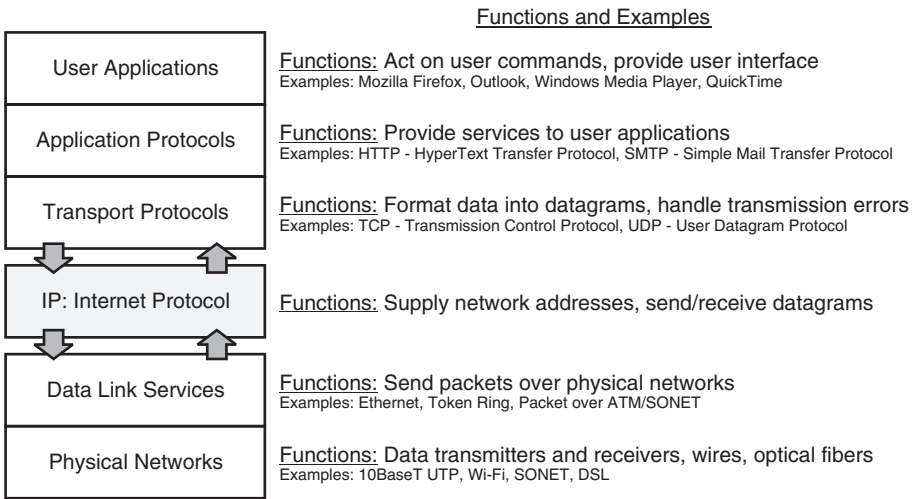 Functions and Examples
User Applications
Functions: Act on user commands, provide user interface
Examples: Mozilla Firefox, Outlook, Windows Media Player, QuickTime
Application Protocols
Functions: Provide services to user applications
Examples: HTTP - HyperText Transfer Protocol, SMTP - Simple Mail Transfer Protocol
Transport Protocols
Functions: Format data into datagrams, handle transmission errors
Examples: TCP - Transmission Control Protocol, UDP - User Datagram Protocol
IP: Internet Protocol
Functions: Supply network addresses, send/receive datagrams
Data Link Services
Functions: Send packets over physical networks
Examples: Ethernet, Token Ring, Packet over ATM/SONET
Physical Networks
Functions: Data transmitters and receivers, wires, optical fibers
Examples: 10BaseT UTP, Wi-Fi, SONET, DSL